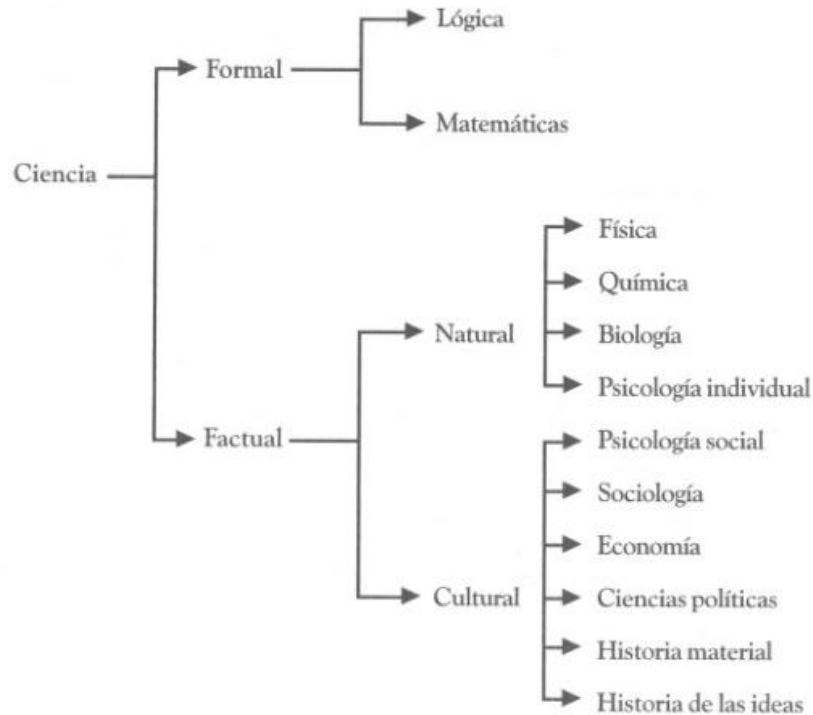 Lógica
Formal
Matemáticas
Ciencia
Física
Química
Natural
Biología
Psicología individual
Factual
Psicología social
Sociología
Economía
Cultural
Ciencias políticas
Historia material
Historia de las ideas